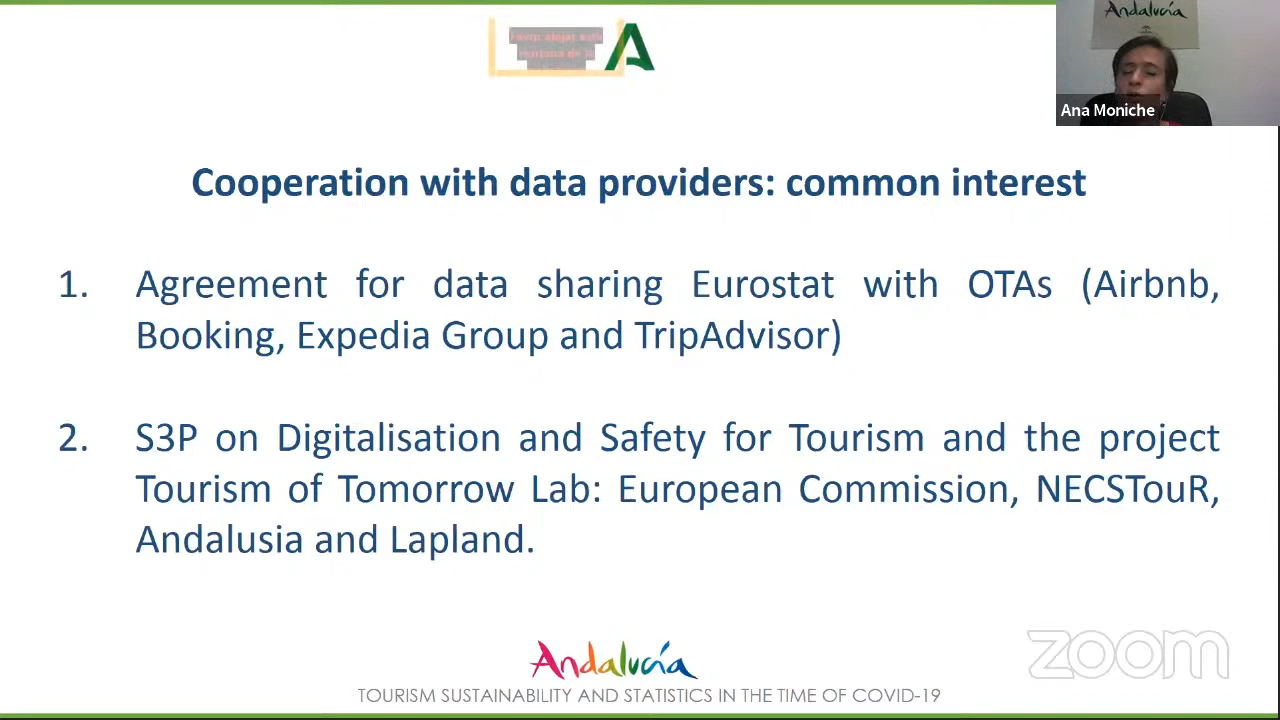 Andalucía
Ana Moniche
Cooperation with data providers: common interest
1. Agreement for data sharing Eurostat with OTAs (Airbnb,
Booking, Expedia Group and TripAdvisor)
2. S3P on Digitalisation and Safety for Tourism and the project
Tourism of Tomorrow Lab: European Commission, NECSTouR,
Andalusia and Lapland.
zoom
Andalucía
TOURISM SUSTAINABILITY AND STATISTICS IN THE TIME OF COVID-19